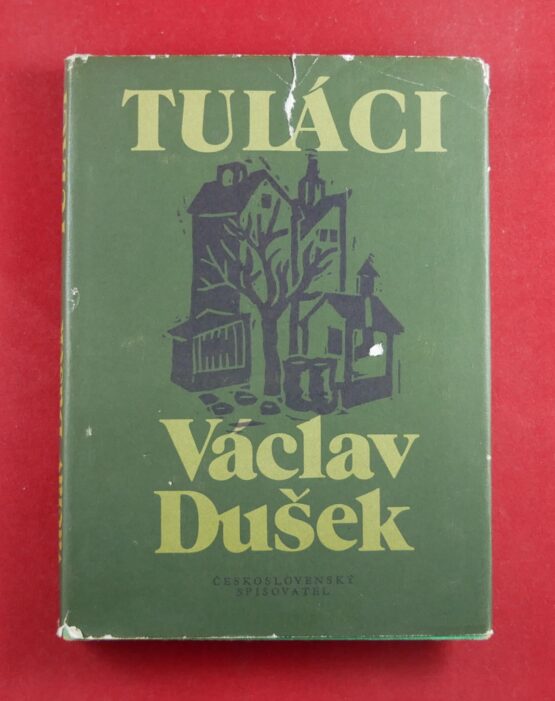 TULÁCI
Václav
Dušek
ČESKOSLOVENSKÝ
SPISOVATEL